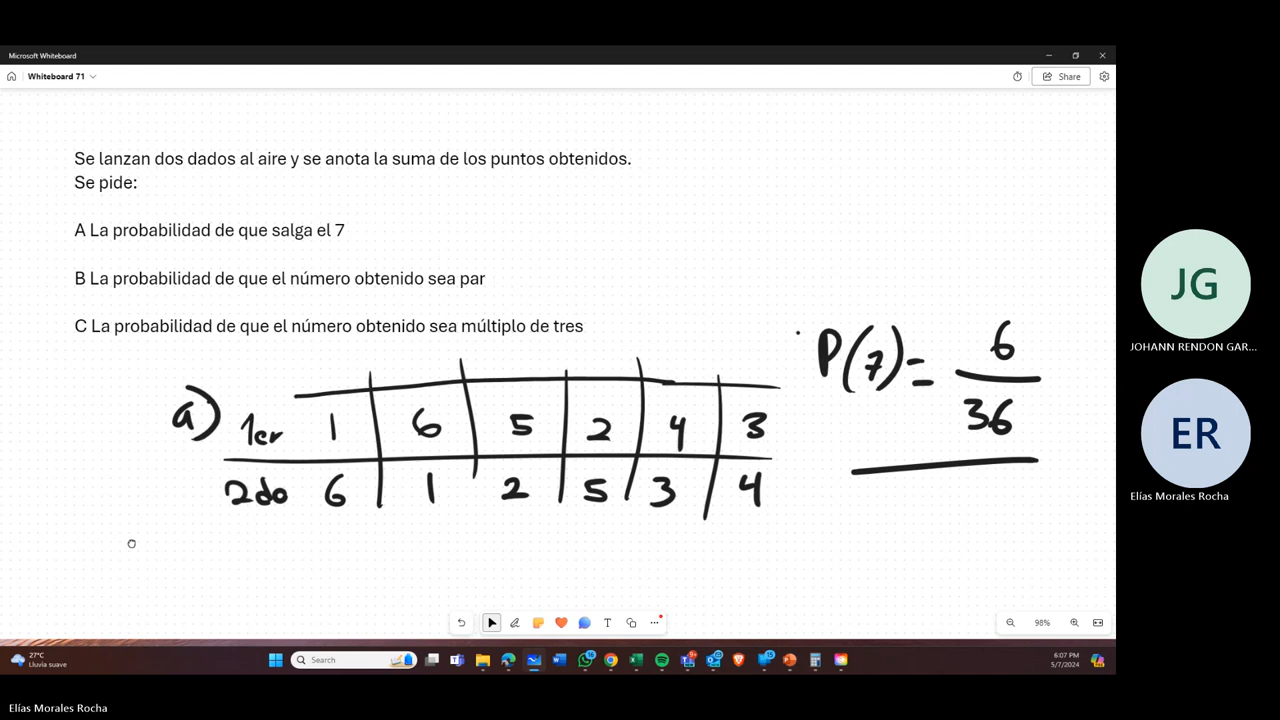 Microsoft Whiteboard
Whiteboard 71
Share
Se lanzan dos dados al aire y se anota la suma de los puntos obtenidos.
Se pide:
A La probabilidad de que salga el 7
B La probabilidad de que el número obtenido sea par
C La probabilidad de que el número obtenido sea múltiplo de tres
P(7) = 6
36
a) 1er 1 6 5 2 4 3
2do 6 1 2 5 3 4
JG
JOHANN RENDON GAR...
ER
Elías Morales Rocha
98%
27°C
Lluvia suave
Search
6:07 PM
5/7/2024
Elías Morales Rocha